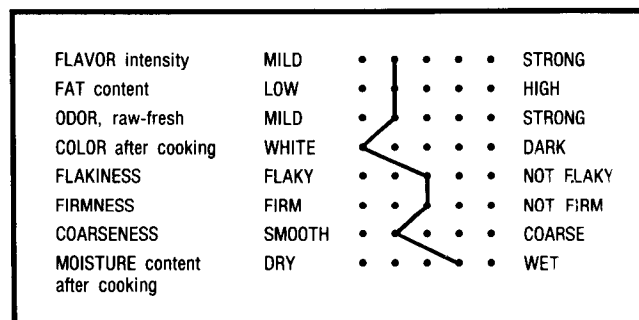 FLAVOR intensity MILD STRONG
FAT content LOW HIGH
ODOR, raw-fresh MILD STRONG
COLOR after cooking WHITE DARK
FLAKINESS FLAKY NOT FLAKY
FIRMNESS FIRM NOT FIRM
COARSENESS SMOOTH COARSE
MOISTURE content DRY WET
after cooking